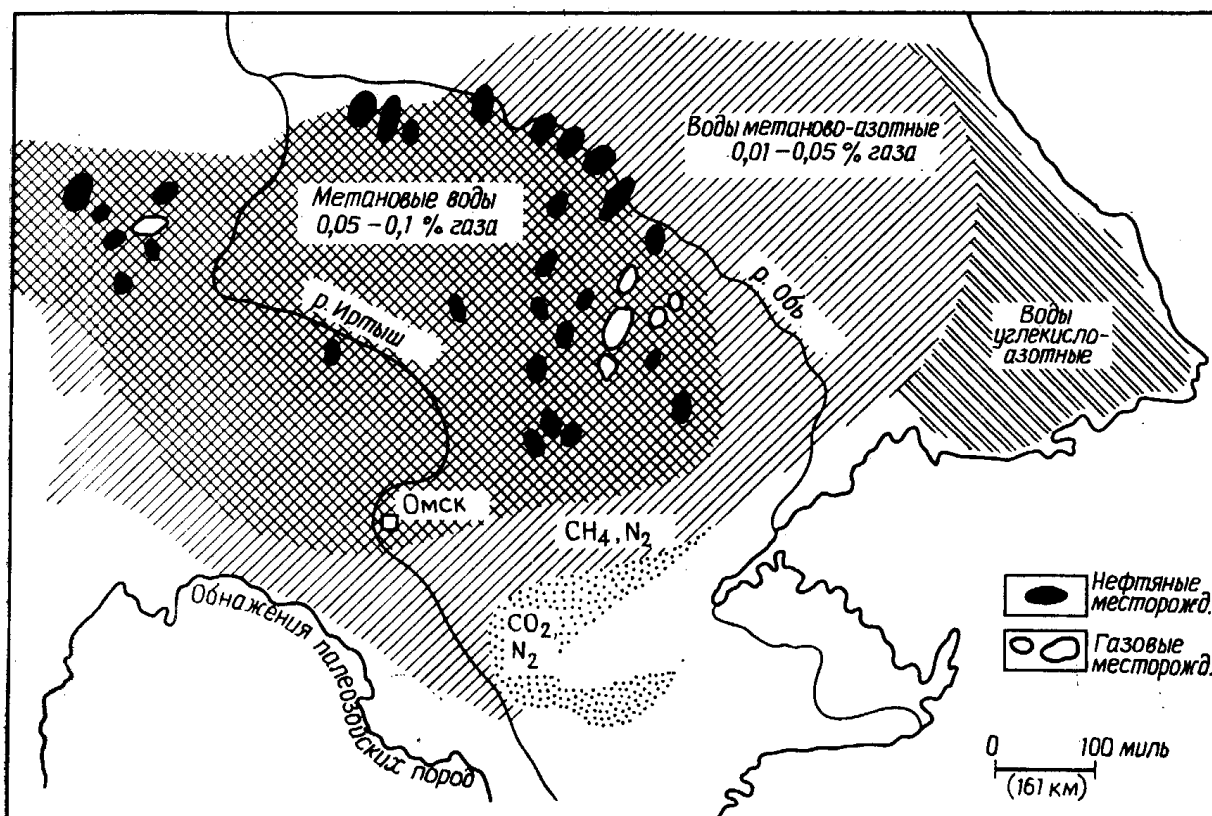 Воды метаново-азотные
0,01 – 0,05 % газа
Метановые воды
0,05 – 0,1 % газа
р. Обь
р. Иртыш
Воды
углекисло-
азотные
Омск
CH₄, N₂
CO₂,
N₂
Обнажения палеозойских пород
Нефтяные
месторожд.
Газовые
месторожд.
0 100 миль
(161 км)